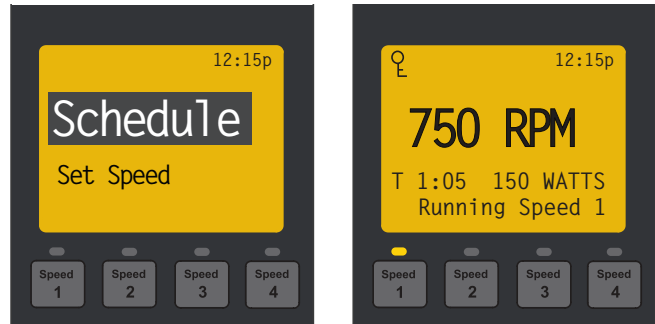 12:15p
Schedule
Set Speed
Speed 1
Speed 2
Speed 3
Speed 4
12:15p
750 RPM
T 1:05 150 WATTS
Running Speed 1
Speed 1
Speed 2
Speed 3
Speed 4